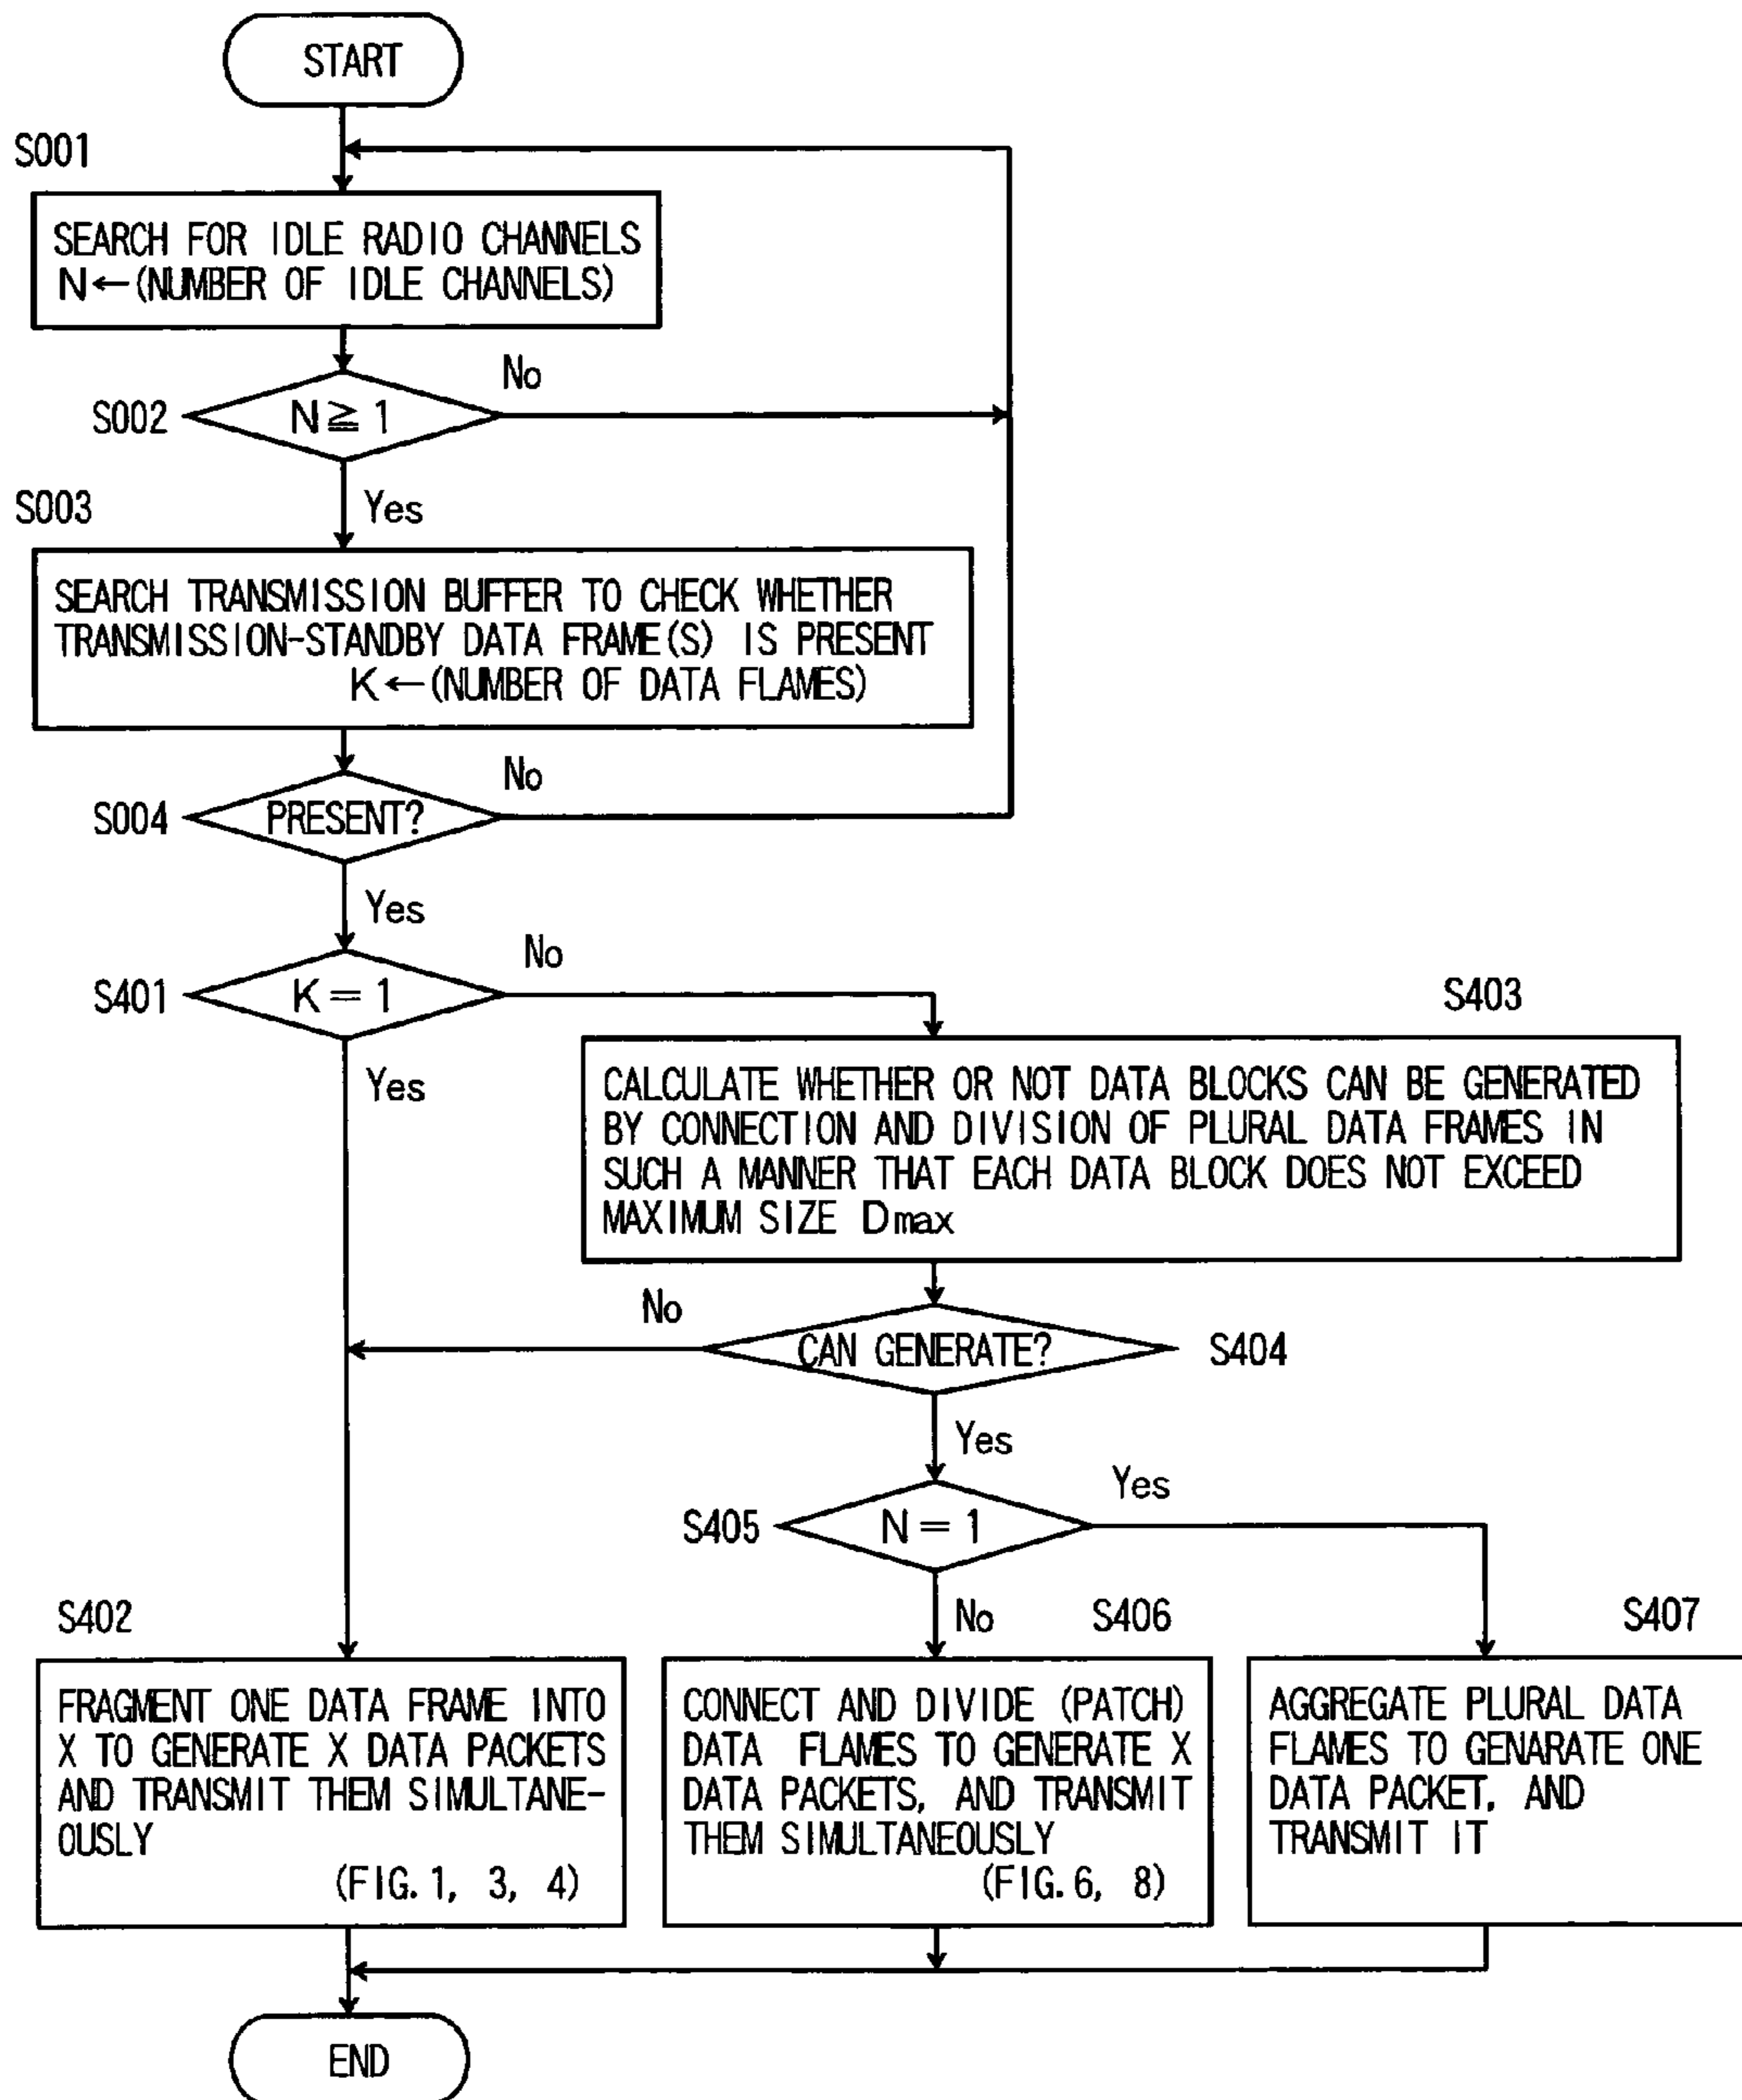 START
S001
SEARCH FOR IDLE RADIO CHANNELS
N←(NUMBER OF IDLE CHANNELS)
No
S002
N≧1
S003
Yes
SEARCH TRANSMISSION BUFFER TO CHECK WHETHER
TRANSMISSION-STANDBY DATA FRAME(S) IS PRESENT
K←(NUMBER OF DATA FLAMES)
No
S004
PRESENT?
Yes
No
S401
K=1
S403
Yes
CALCULATE WHETHER OR NOT DATA BLOCKS CAN BE GENERATED
BY CONNECTION AND DIVISION OF PLURAL DATA FRAMES IN
SUCH A MANNER THAT EACH DATA BLOCK DOES NOT EXCEED
MAXIMUM SIZE Dmax
No
CAN GENERATE?
S404
Yes
Yes
S405
N=1
S402
No
S406
S407
FRAGMENT ONE DATA FRAME INTO
X TO GENERATE X DATA PACKETS
AND TRANSMIT THEM SIMULTANE-
OUSLY
(FIG.1, 3, 4)
CONNECT AND DIVIDE (PATCH)
DATA FLAMES TO GENERATE X
DATA PACKETS, AND TRANSMIT
THEM SIMULTANEOUSLY
(FIG.6, 8)
AGGREGATE PLURAL DATA
FLAMES TO GENARATE ONE
DATA PACKET, AND
TRANSMIT IT
END